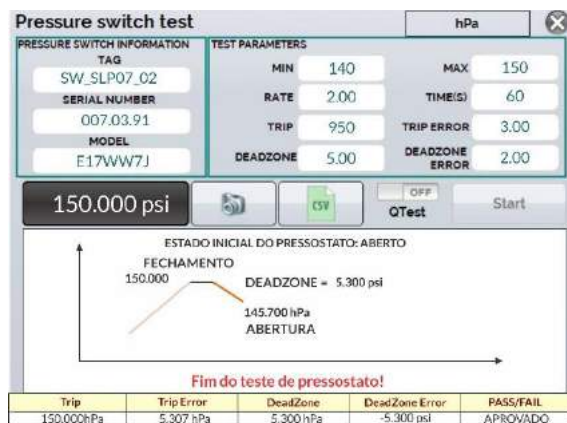 Pressure switch test
hPa
PRESSURE SWITCH INFORMATION
TAG
SW_SLP07_02
SERIAL NUMBER
007.03.91
MODEL
E17WW7J
TEST PARAMETERS
MIN 140 MAX 150
RATE 2.00 TIME(S) 60
TRIP 950 TRIP ERROR 3.00
DEADZONE 5.00 DEADZONE ERROR 2.00
150.000 psi
CSV
OFF
QTest
Start
ESTADO INICIAL DO PRESSOSTATO: ABERTO
FECHAMENTO
150.000
DEADZONE = 5.300 psi
145.700 hPa
ABERTURA
Fim do teste de pressostato!
Trip Trip Error DeadZone DeadZone Error PASS/FAIL
150.000hPa 5.307 hPa 5.300 hPa -5.300 psi APROVADO